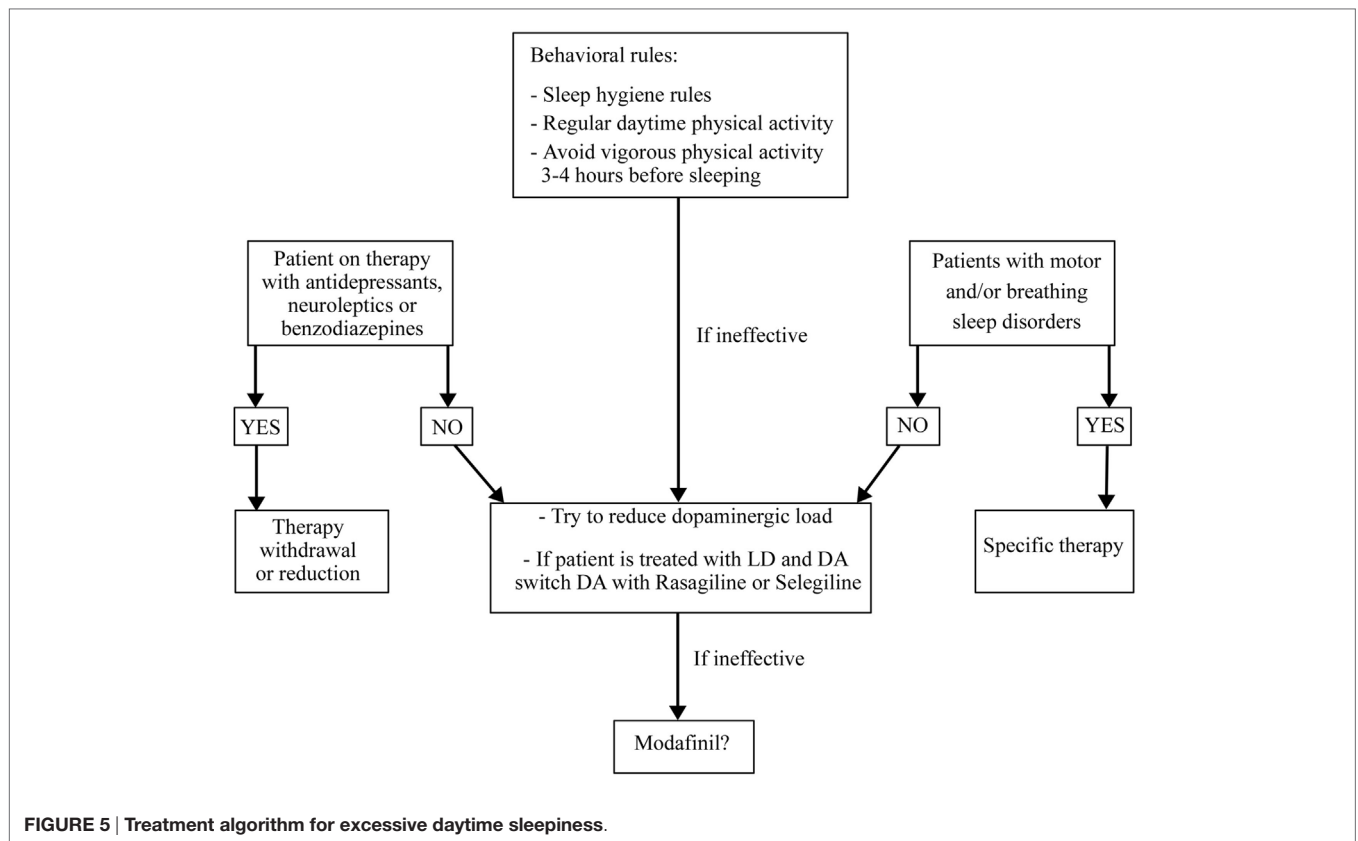 Behavioral rules:
- Sleep hygiene rules
- Regular daytime physical activity
- Avoid vigorous physical activity
3-4 hours before sleeping
Patient on therapy
with antidepressants,
neuroleptics or
benzodiazepines
Patients with motor
and/or breathing
sleep disorders
If ineffective
YES
NO
NO
YES
Therapy
withdrawal
or reduction
- Try to reduce dopaminergic load
- If patient is treated with LD and DA
switch DA with Rasagiline or Selegiline
Specific therapy
If ineffective
Modafinil?
FIGURE 5 | Treatment algorithm for excessive daytime sleepiness.